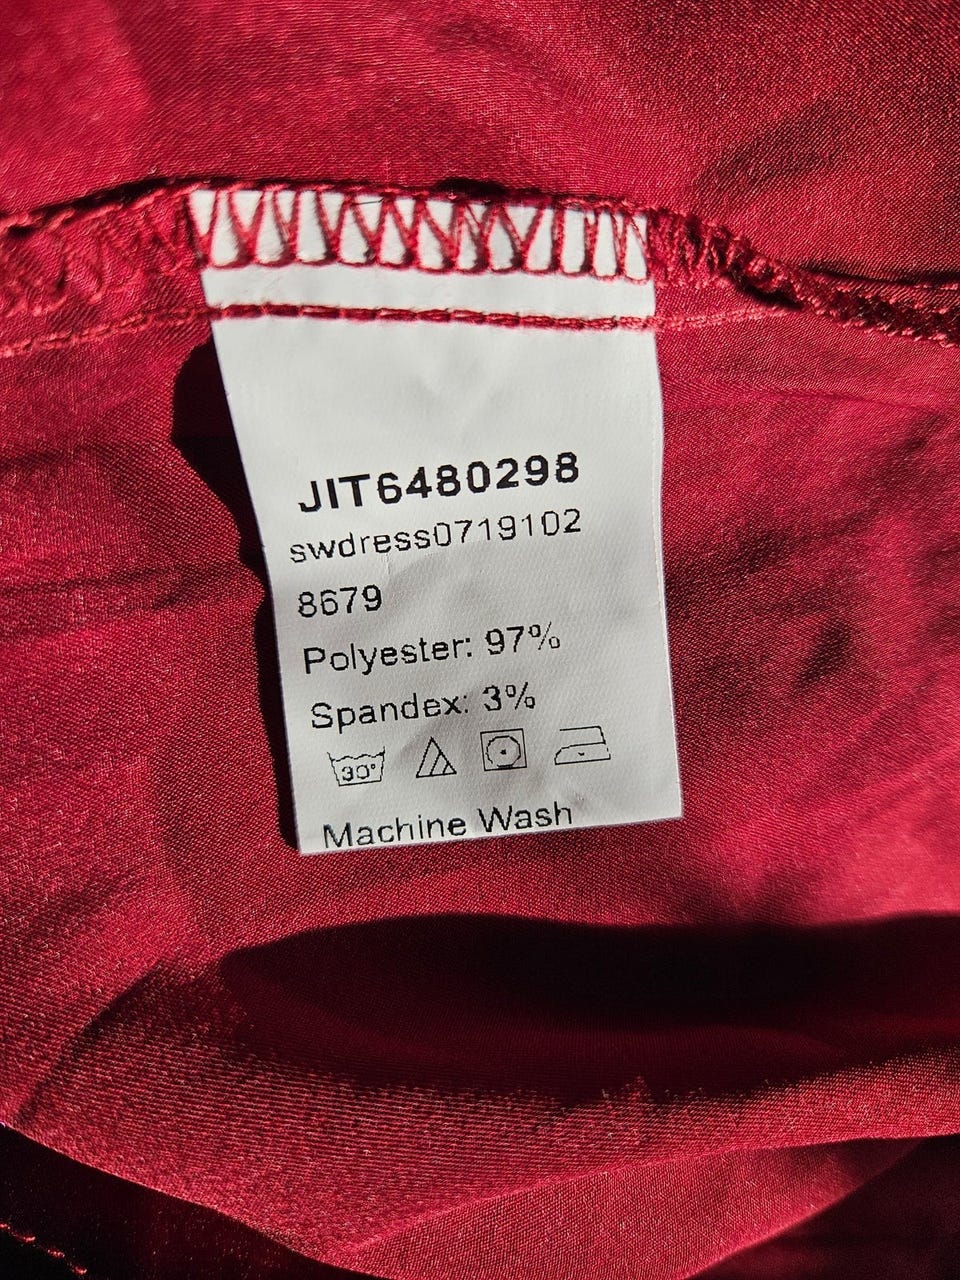 JIT6480298
swdress0719102
8679
Polyester: 97%
Spandex: 3%
30°
Machine Wash